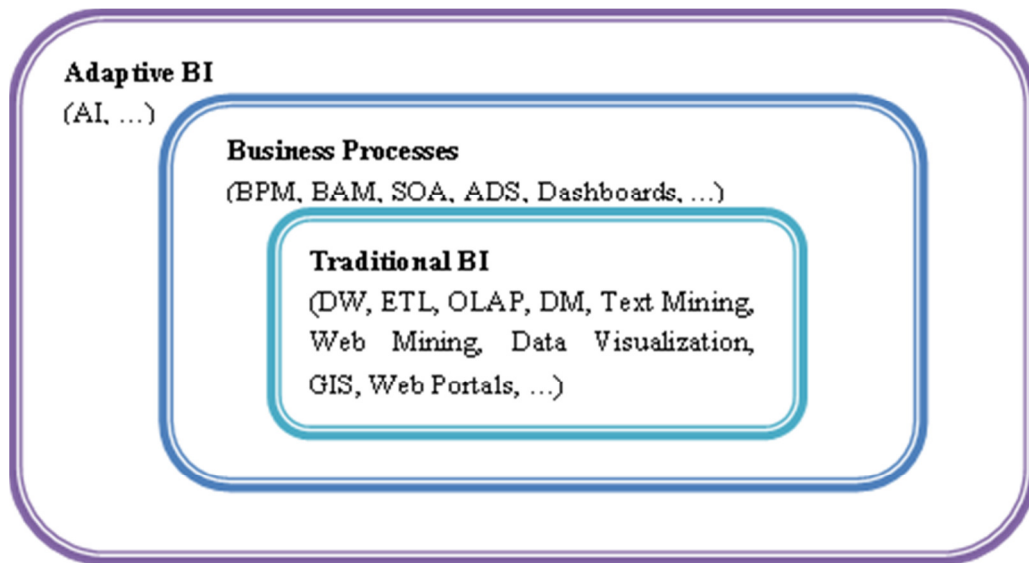 Adaptive BI
(AI, ...)
Business Processes
(BPM, BAM, SOA, ADS, Dashboards, ...)
Traditional BI
(DW, ETL, OLAP, DM, Text Mining,
Web Mining, Data Visualization,
GIS, Web Portals, ...)